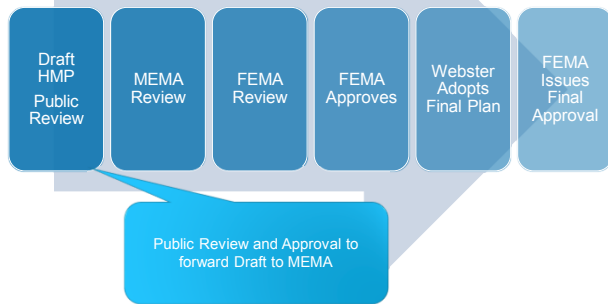 Draft
HMP
Public
Review
MEMA
Review
FEMA
Review
FEMA
Approves
Webster
Adopts
Final Plan
FEMA
Issues
Final
Approval
Public Review and Approval to
forward Draft to MEMA